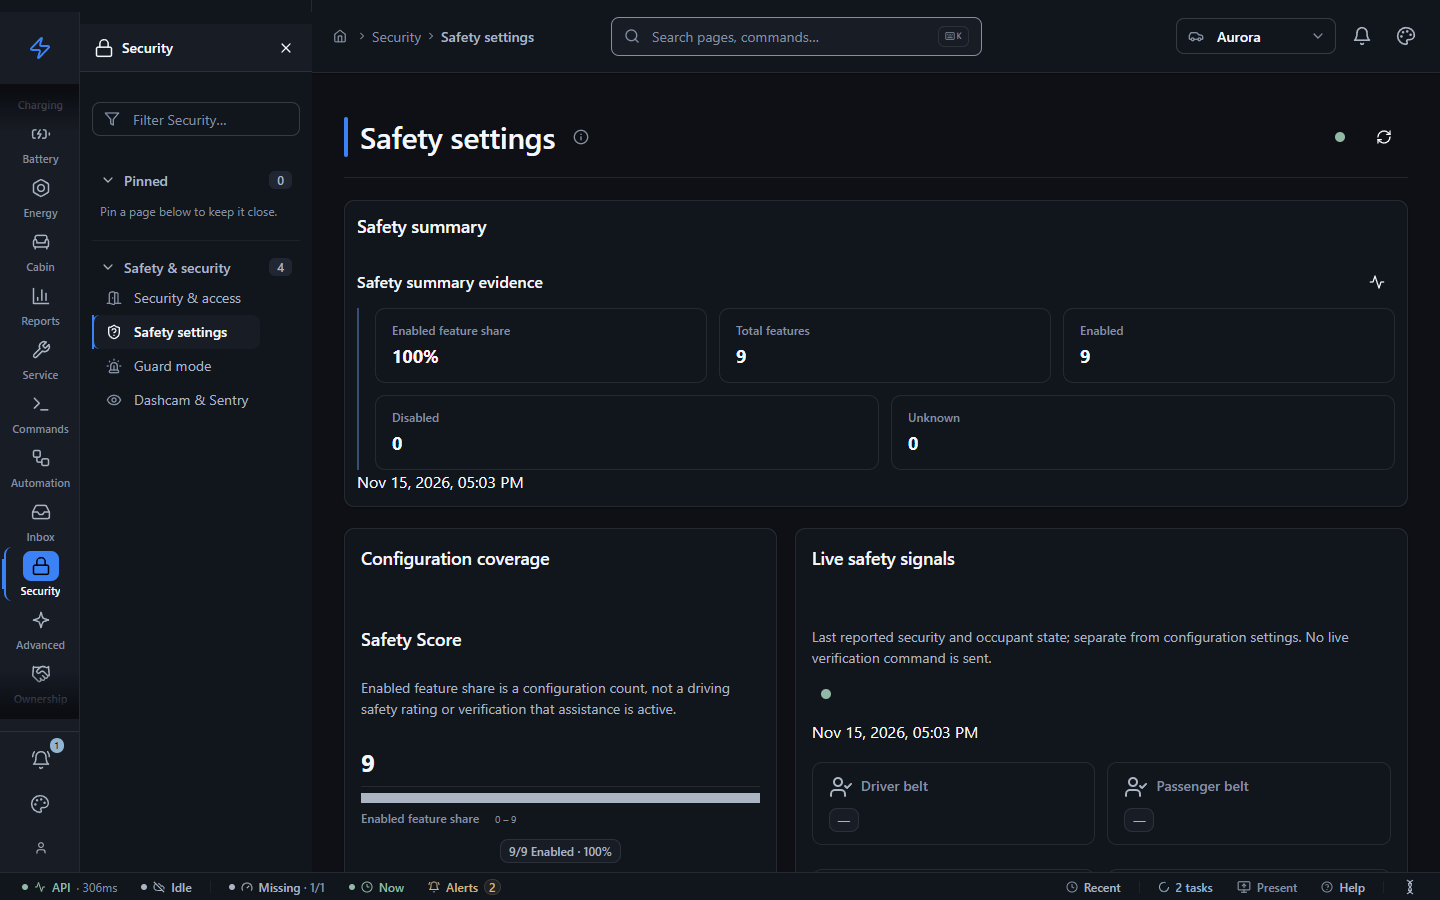 Security
Security
Safety settings
Search pages, commands...
K
Aurora
Charging
Battery
Energy
Cabin
Reports
Service
Commands
Automation
Inbox
Security
Advanced
Ownership
1
Filter Security...
Pinned
0
Pin a page below to keep it close.
Safety & security
4
Security & access
Safety settings
Guard mode
Dashcam & Sentry
Safety settings
Safety summary
Safety summary evidence
Enabled feature share
100%
Total features
9
Enabled
9
Disabled
0
Unknown
0
Nov 15, 2026, 05:03 PM
Configuration coverage
Safety Score
Enabled feature share is a configuration count, not a driving
safety rating or verification that assistance is active.
9
Enabled feature share 0 – 9
9/9 Enabled · 100%
Live safety signals
Last reported security and occupant state; separate from configuration settings. No live
verification command is sent.
Nov 15, 2026, 05:03 PM
Driver belt
—
Passenger belt
—
API · 306ms
Idle
Missing · 1/1
Now
Alerts 2
Recent
2 tasks
Present
Help